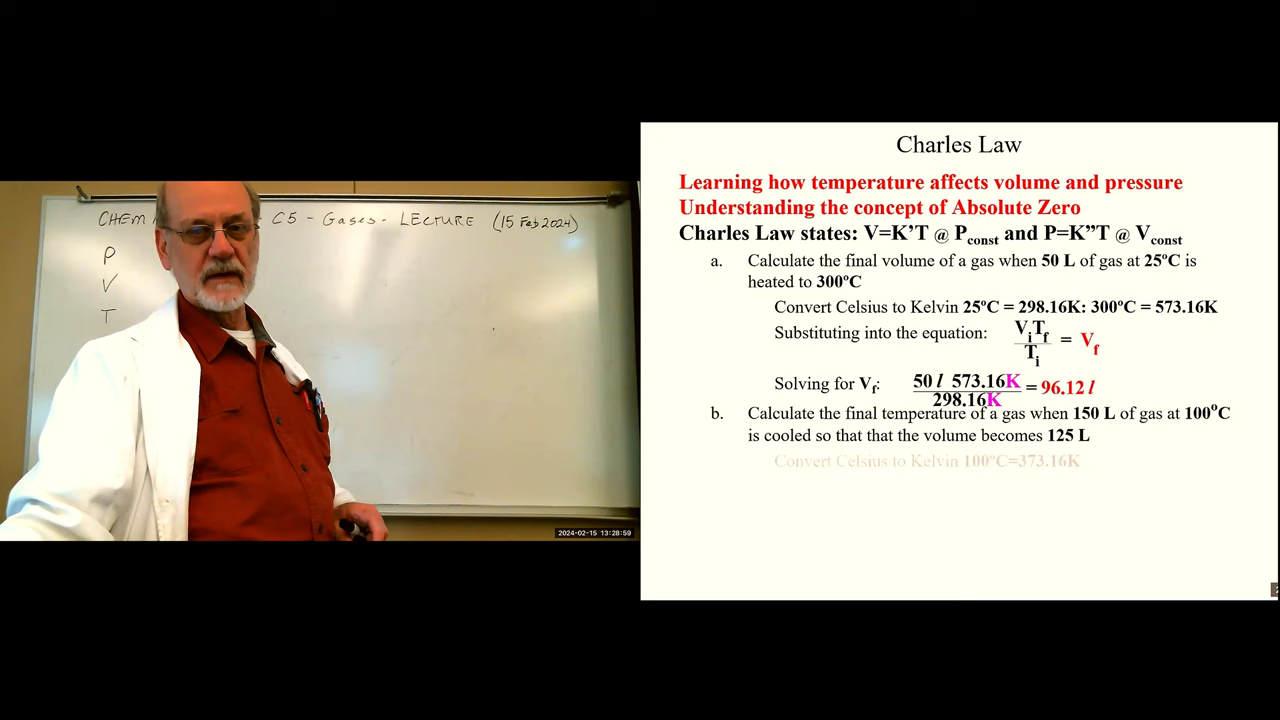 CHEM C5 - Gases - LECTURE (15 Feb 2024)
P
V
T
2024-02-15 13:28:59
Charles Law
Learning how temperature affects volume and pressure
Understanding the concept of Absolute Zero
Charles Law states: V=K’T @ Pconst and P=K”T @ Vconst
a. Calculate the final volume of a gas when 50 L of gas at 25ºC is
heated to 300ºC
Convert Celsius to Kelvin 25ºC = 298.16K: 300ºC = 573.16K
Substituting into the equation: ViTf / Ti = Vf
Solving for Vf: 50 l 573.16K / 298.16K = 96.12 l
b. Calculate the final temperature of a gas when 150 L of gas at 100ºC
is cooled so that that the volume becomes 125 L
Convert Celsius to Kelvin 100ºC=373.16K